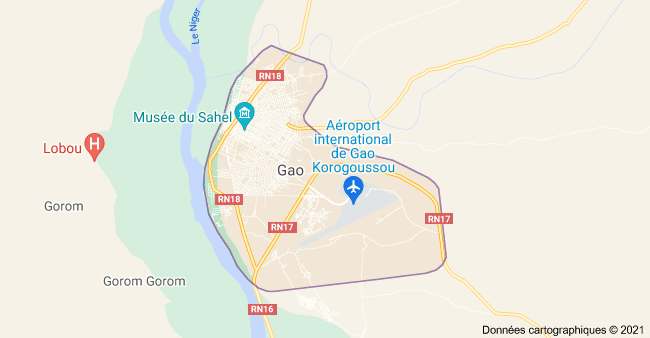 Le Niger
RN18
Musée du Sahel
Aéroport
international
de Gao
Korogoussou
Lobou
H
Gao
Gorom
RN18
RN17
RN17
Gorom Gorom
RN16
Données cartographiques © 2021